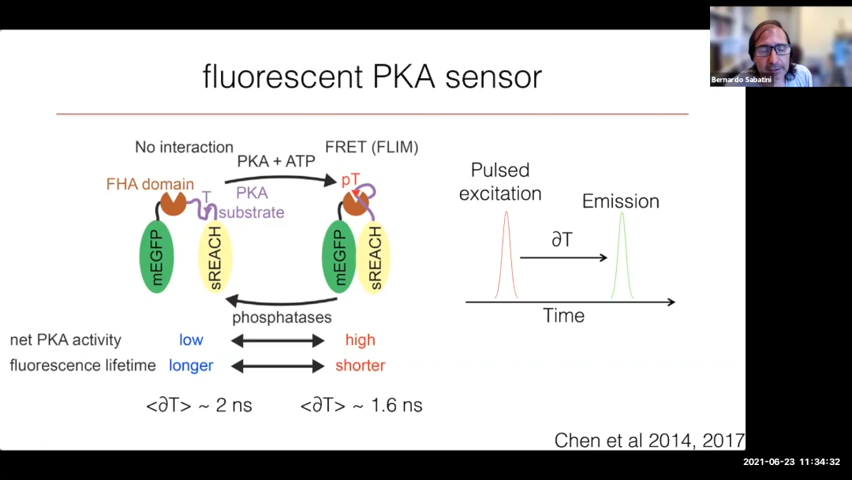 Bernardo Sabatini
fluorescent PKA sensor
No interaction
PKA + ATP
FRET (FLIM)
FHA domain
T
PKA
substrate
pT
mEGFP
sREACH
mEGFP
sREACH
phosphatases
net PKA activity low high
fluorescence lifetime longer shorter
<∂T> ~ 2 ns <∂T> ~ 1.6 ns
Pulsed
excitation
Emission
∂T
Time
Chen et al 2014, 2017
2021-06-23 11:34:32